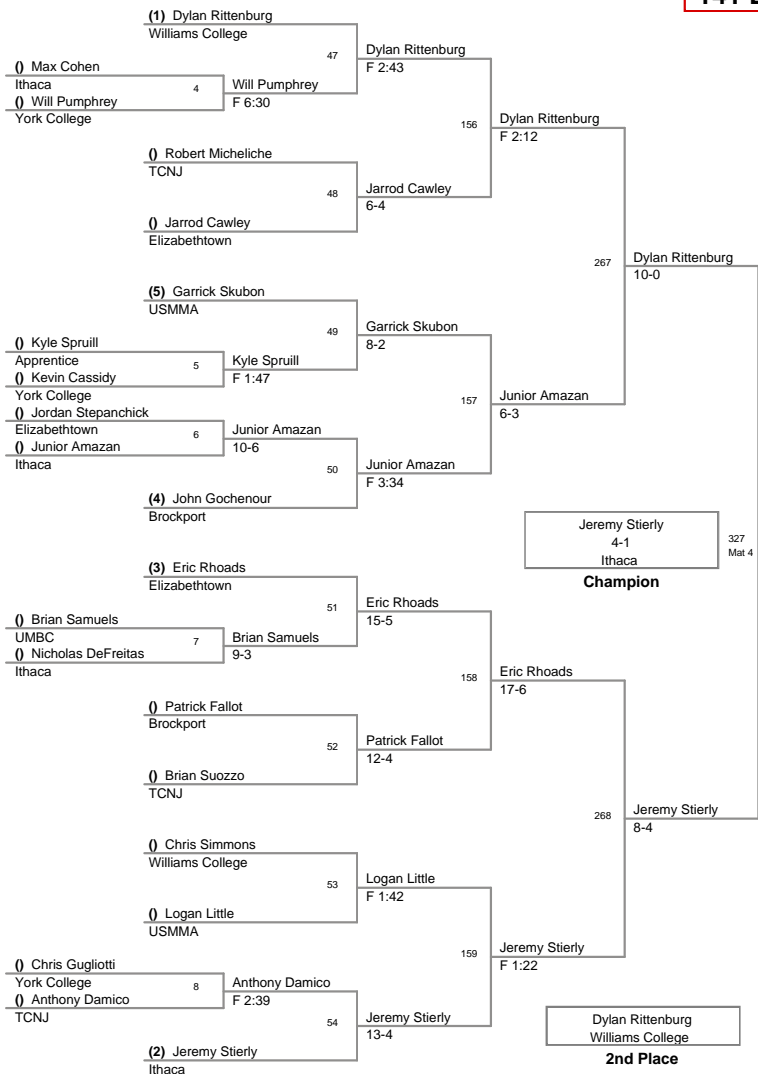 (1) Dylan Rittenburg
Williams College
47
Dylan Rittenburg
F 2:43
() Max Cohen
Ithaca
4
Will Pumphrey
() Will Pumphrey
F 6:30
York College
156
Dylan Rittenburg
F 2:12
() Robert Micheliche
TCNJ
48
Jarrod Cawley
6-4
() Jarrod Cawley
Elizabethtown
267
Dylan Rittenburg
10-0
(5) Garrick Skubon
USMMA
49
Garrick Skubon
8-2
() Kyle Spruill
Apprentice
5
Kyle Spruill
() Kevin Cassidy
F 1:47
York College
157
Junior Amazan
6-3
() Jordan Stepanchick
Elizabethtown
6
Junior Amazan
() Junior Amazan
10-6
Ithaca
50
Junior Amazan
F 3:34
(4) John Gochenour
Brockport
Jeremy Stierly
4-1
Ithaca
Champion
327
Mat 4
(3) Eric Rhoads
Elizabethtown
51
Eric Rhoads
15-5
() Brian Samuels
UMBC
7
Brian Samuels
() Nicholas DeFreitas
9-3
Ithaca
158
Eric Rhoads
17-6
() Patrick Fallot
Brockport
52
Patrick Fallot
12-4
() Brian Suozzo
TCNJ
268
Jeremy Stierly
8-4
() Chris Simmons
Williams College
53
Logan Little
F 1:42
() Logan Little
USMMA
159
Jeremy Stierly
F 1:22
() Chris Gugliotti
York College
8
Anthony Damico
() Anthony Damico
F 2:39
TCNJ
54
Jeremy Stierly
13-4
(2) Jeremy Stierly
Ithaca
Dylan Rittenburg
Williams College
2nd Place